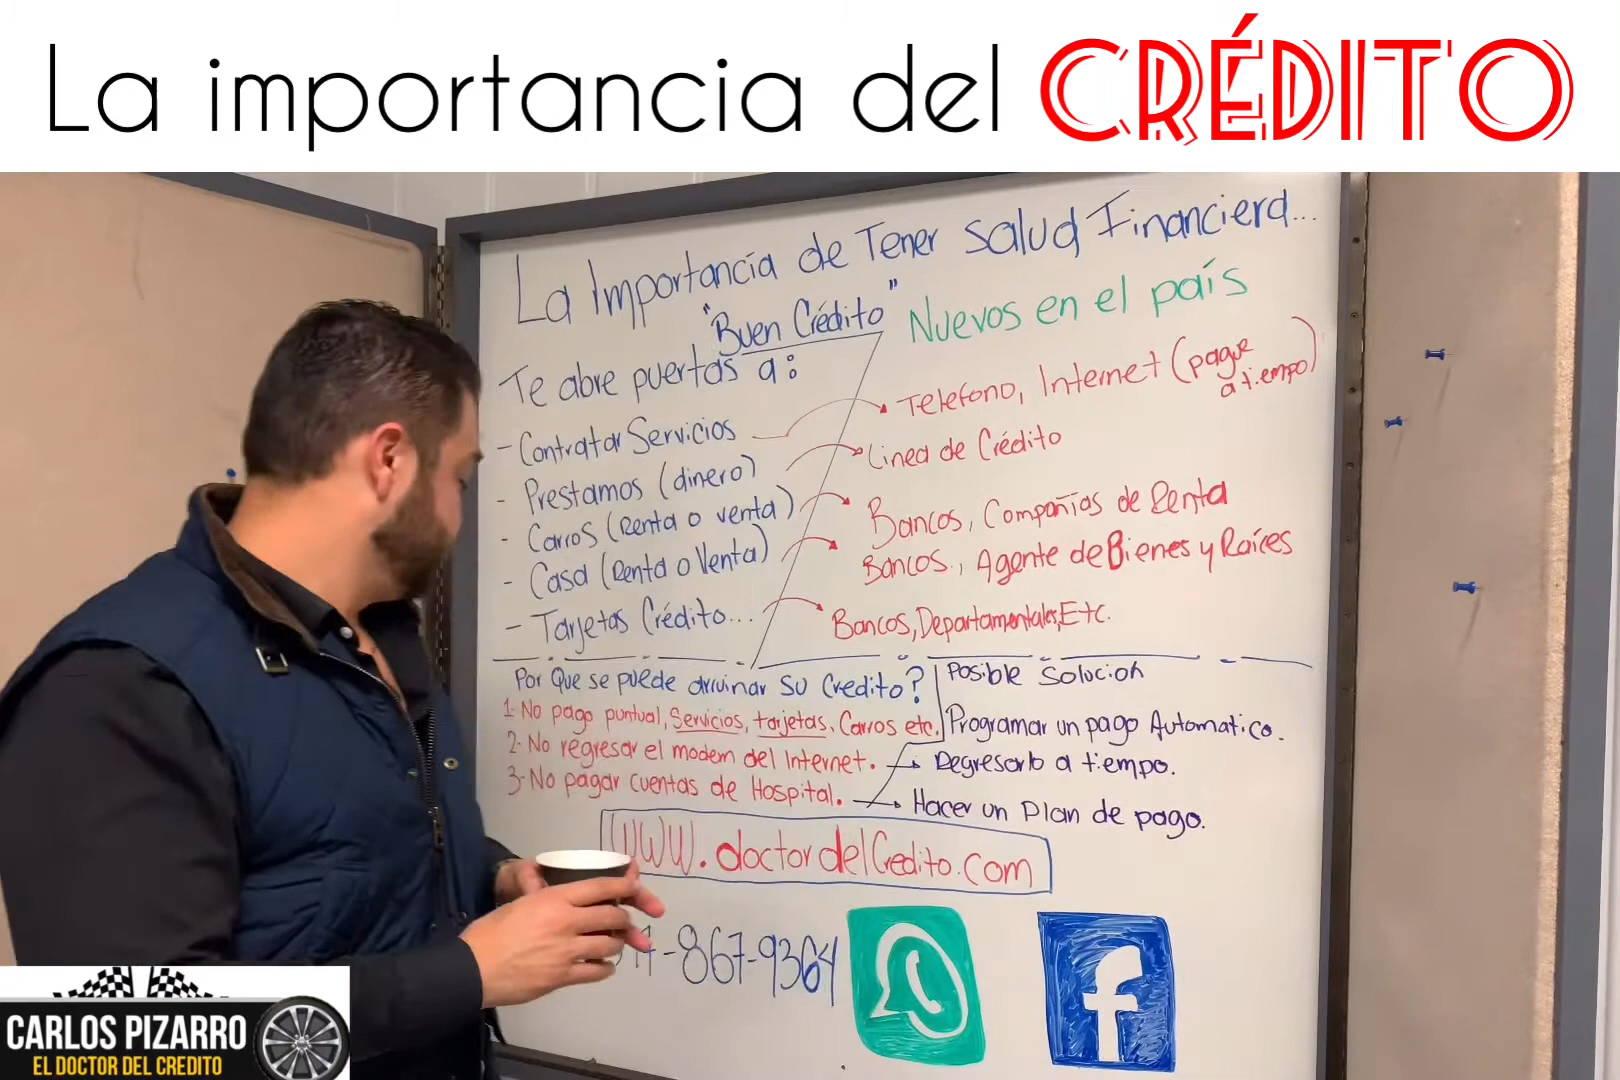 La importancia del CRÉDITO
La Importancia de Tener Salud Financiera...
"Buen Crédito"
Nuevos en el país
Te abre puertas a:
- Contratar Servicios
Telefono, Internet (pague a tiempo)
- Prestamos (dinero)
Linea de Crédito
- Carros (Renta o venta)
Bancos, Compañias de Renta
- Casa (Renta o Venta)
Bancos, Agente de Bienes y Raíces
- Tarjetas Crédito...
Bancos, Departamentales, Etc.
Por Que se puede arruinar su Credito?
1- No pago puntual, Servicios, tarjetas, Carros etc.
2- No regresar el modem del Internet.
3- No pagar cuentas de Hospital.
Posible Solucion
Programar un pago Automatico.
Regresarlo a tiempo.
Hacer un Plan de pago.
WWW.doctordelCredito.com
-867-9364
f
CARLOS PIZARRO
EL DOCTOR DEL CREDITO